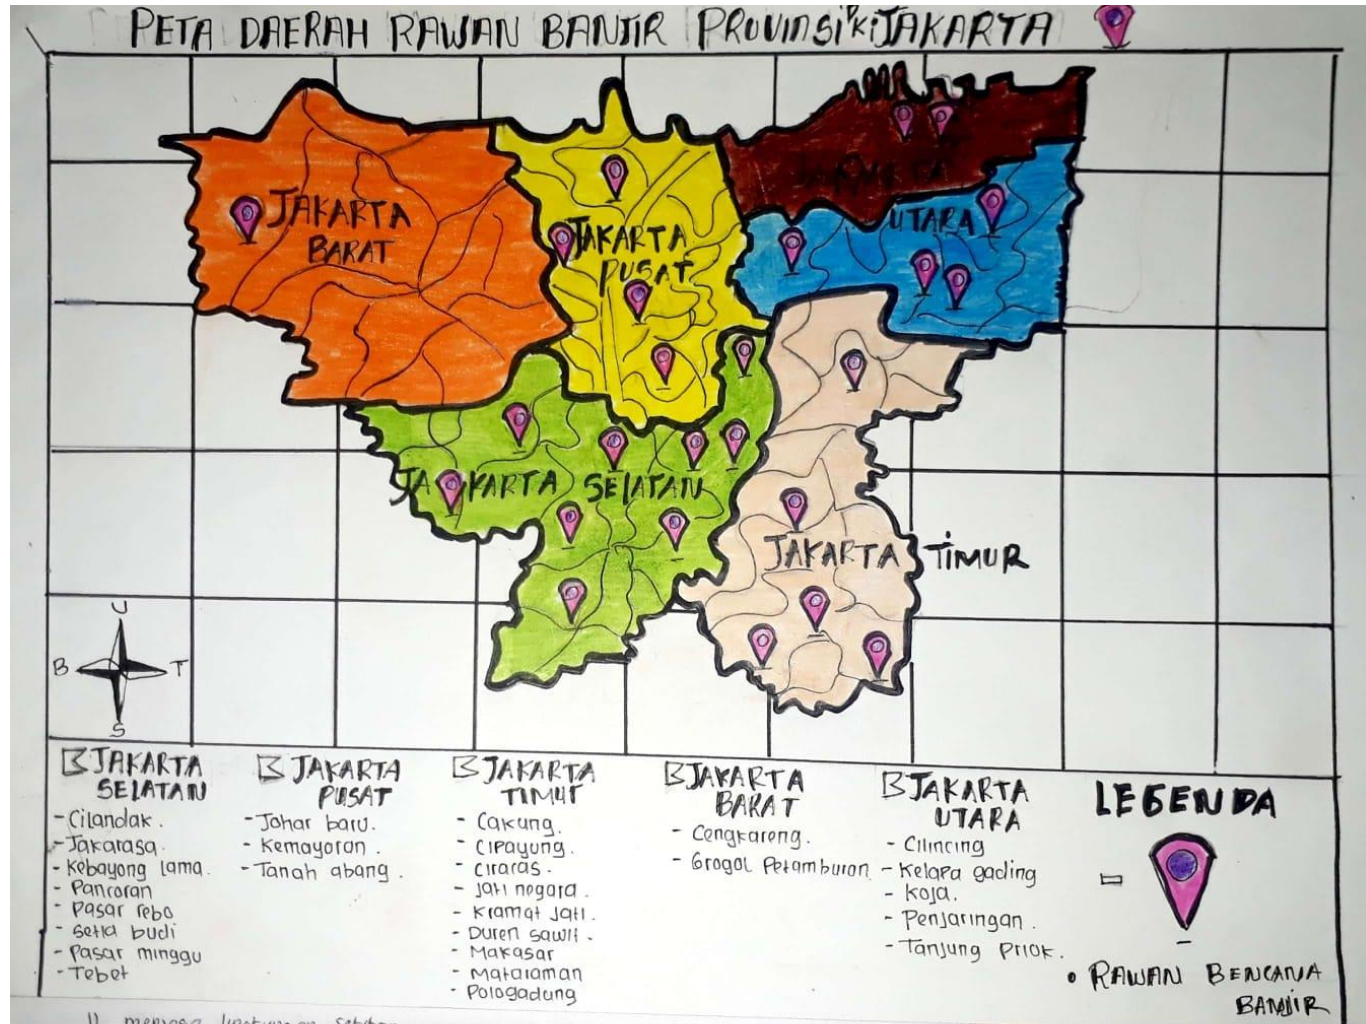 PETA DAERAH RAWAN BANJIR PROVINSI DKI JAKARTA
JAKARTA
BARAT
JAKARTA
PUSAT
JAKARTA
UTARA
JAKARTA SELATAN
JAKARTA TIMUR
U
B T
S
JAKARTA
SELATAN
- Cilandak.
- Jakarasa.
- Kebayong lama.
- Pancoran
- Pasar rebo
- Setia budi
- Pasar minggu
- Tebet
JAKARTA
PUSAT
- Johar baru.
- Kemayoran.
- Tanah abang.
JAKARTA
TIMUR
- Cakung.
- Cipayung.
- Ciracas.
- Jati negara.
- Kramat Jati.
- Duren sawit.
- Makasar
- Mataraman
- Pologadung
JAKARTA
BARAT
- Cengkareng.
- Grogol Petamburan
JAKARTA
UTARA
- Cilincing
- Kelapa gading
- Koja.
- Penjaringan.
- Tanjung Priok.
LEGENDA
• RAWAN BENCANA
BANJIR